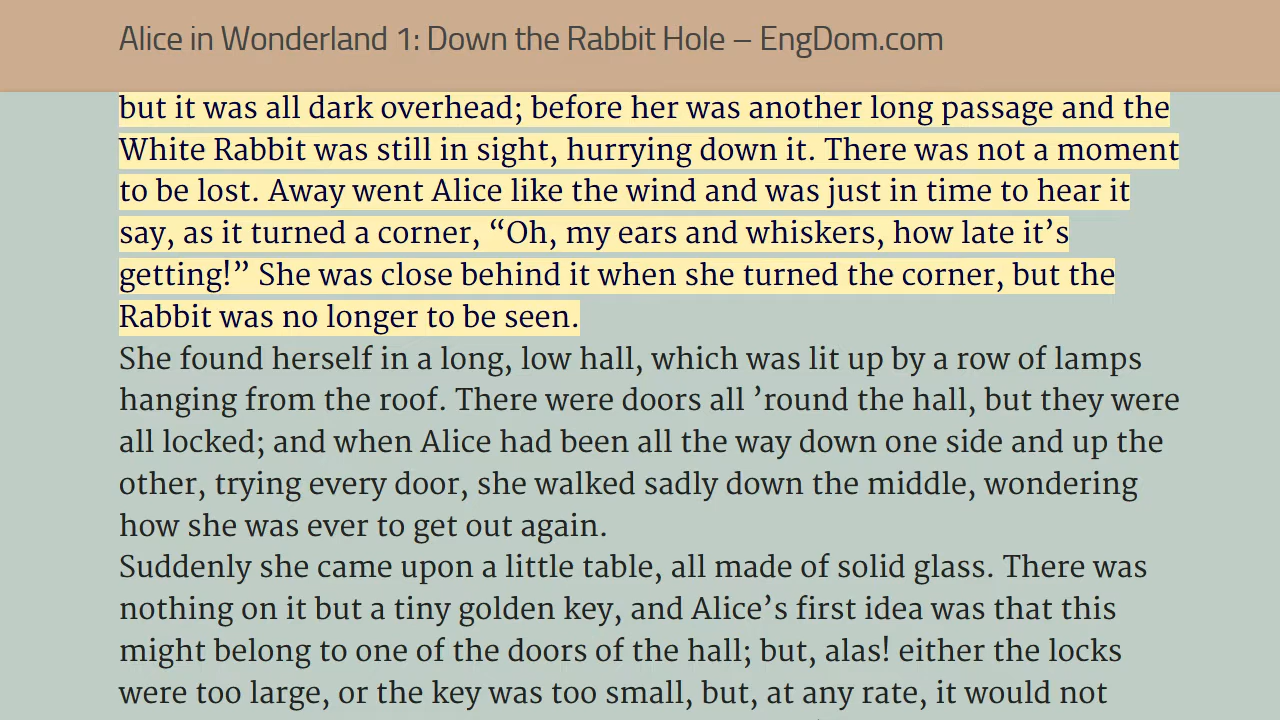 Alice in Wonderland 1: Down the Rabbit Hole – EngDom.com
but it was all dark overhead; before her was another long passage and the
White Rabbit was still in sight, hurrying down it. There was not a moment
to be lost. Away went Alice like the wind and was just in time to hear it
say, as it turned a corner, “Oh, my ears and whiskers, how late it’s
getting!” She was close behind it when she turned the corner, but the
Rabbit was no longer to be seen.
She found herself in a long, low hall, which was lit up by a row of lamps
hanging from the roof. There were doors all ’round the hall, but they were
all locked; and when Alice had been all the way down one side and up the
other, trying every door, she walked sadly down the middle, wondering
how she was ever to get out again.
Suddenly she came upon a little table, all made of solid glass. There was
nothing on it but a tiny golden key, and Alice’s first idea was that this
might belong to one of the doors of the hall; but, alas! either the locks
were too large, or the key was too small, but, at any rate, it would not